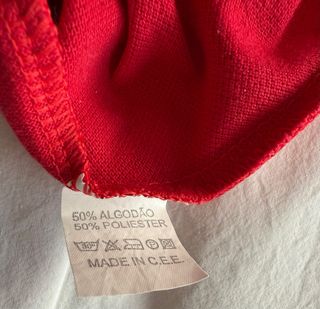 50% ALGODÃO
50% POLIESTER
MADE IN C.E.E.